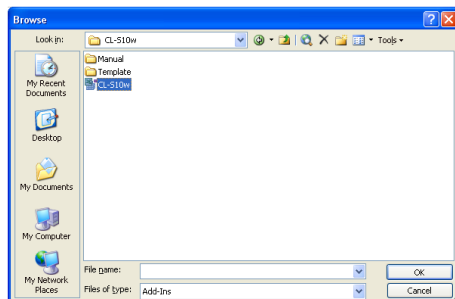 Browse
Look in:
CL-S10w
Tools
Manual
Template
CL-S10w
My Recent
Documents
Desktop
My Documents
My Computer
My Network
Places
File name:
OK
Files of type:
Add-Ins
Cancel